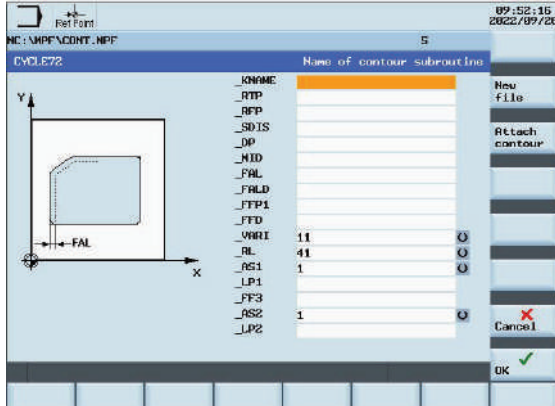 Ref Point
09:52:16
2022/09/20
NC:\MPF\CONT.MPF
5
CYCLE72
Name of contour subroutine
_KNAME
_RTP
_RFP
_SDIS
_DP
_MID
_FAL
_FALD
_FFP1
_FFD
_VARI 11
_RL 41
_AS1 1
_LP1
_FF3
_AS2 1
_LP2
Y
FAL
X
New
file
Attach
contour
Cancel
OK